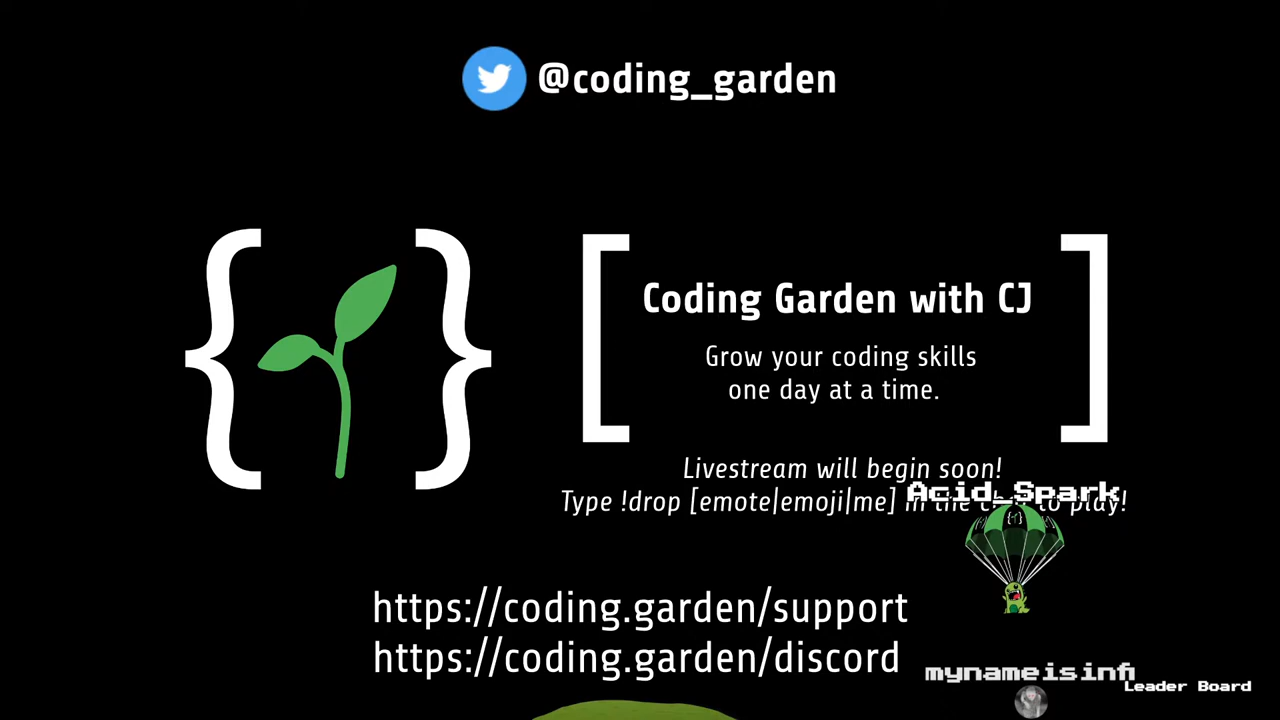 @coding_garden
Coding Garden with CJ
Grow your coding skills
one day at a time.
Livestream will begin soon!
Type !drop [emote|emoji|me] in the chat to play!
Acid_Spark
https://coding.garden/support
https://coding.garden/discord
mynameisinfi
Leader Board